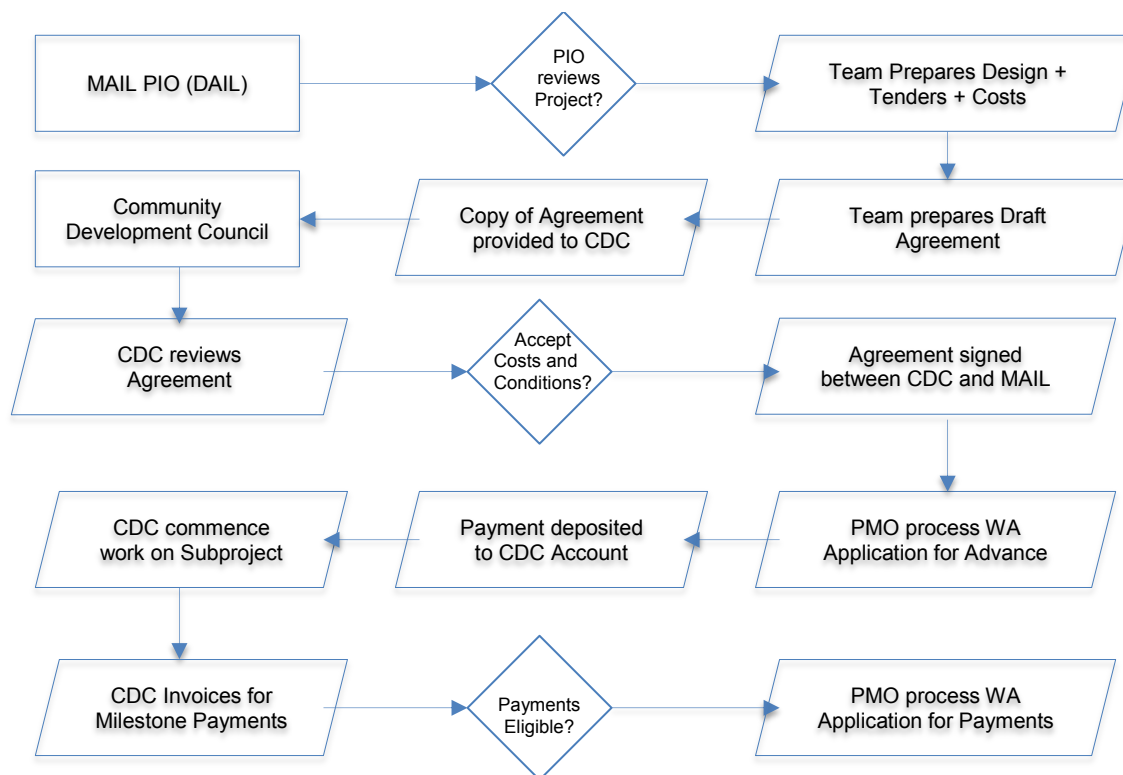 MAIL PIO (DAIL)
PIO
reviews
Project?
Team Prepares Design +
Tenders + Costs
Community
Development Council
Copy of Agreement
provided to CDC
Team prepares Draft
Agreement
CDC reviews
Agreement
Accept
Costs and
Conditions?
Agreement signed
between CDC and MAIL
CDC commence
work on Subproject
Payment deposited
to CDC Account
PMO process WA
Application for Advance
CDC Invoices for
Milestone Payments
Payments
Eligible?
PMO process WA
Application for Payments